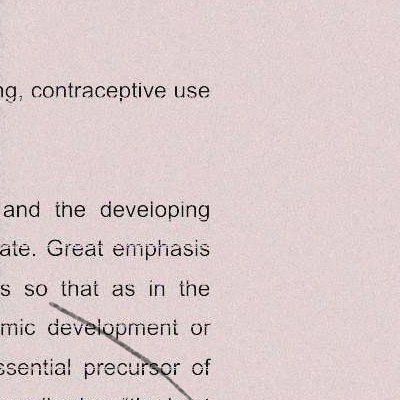 ng, contraceptive use
and the developing
ate. Great emphasis
s so that as in the
mic development or
ssential precursor of